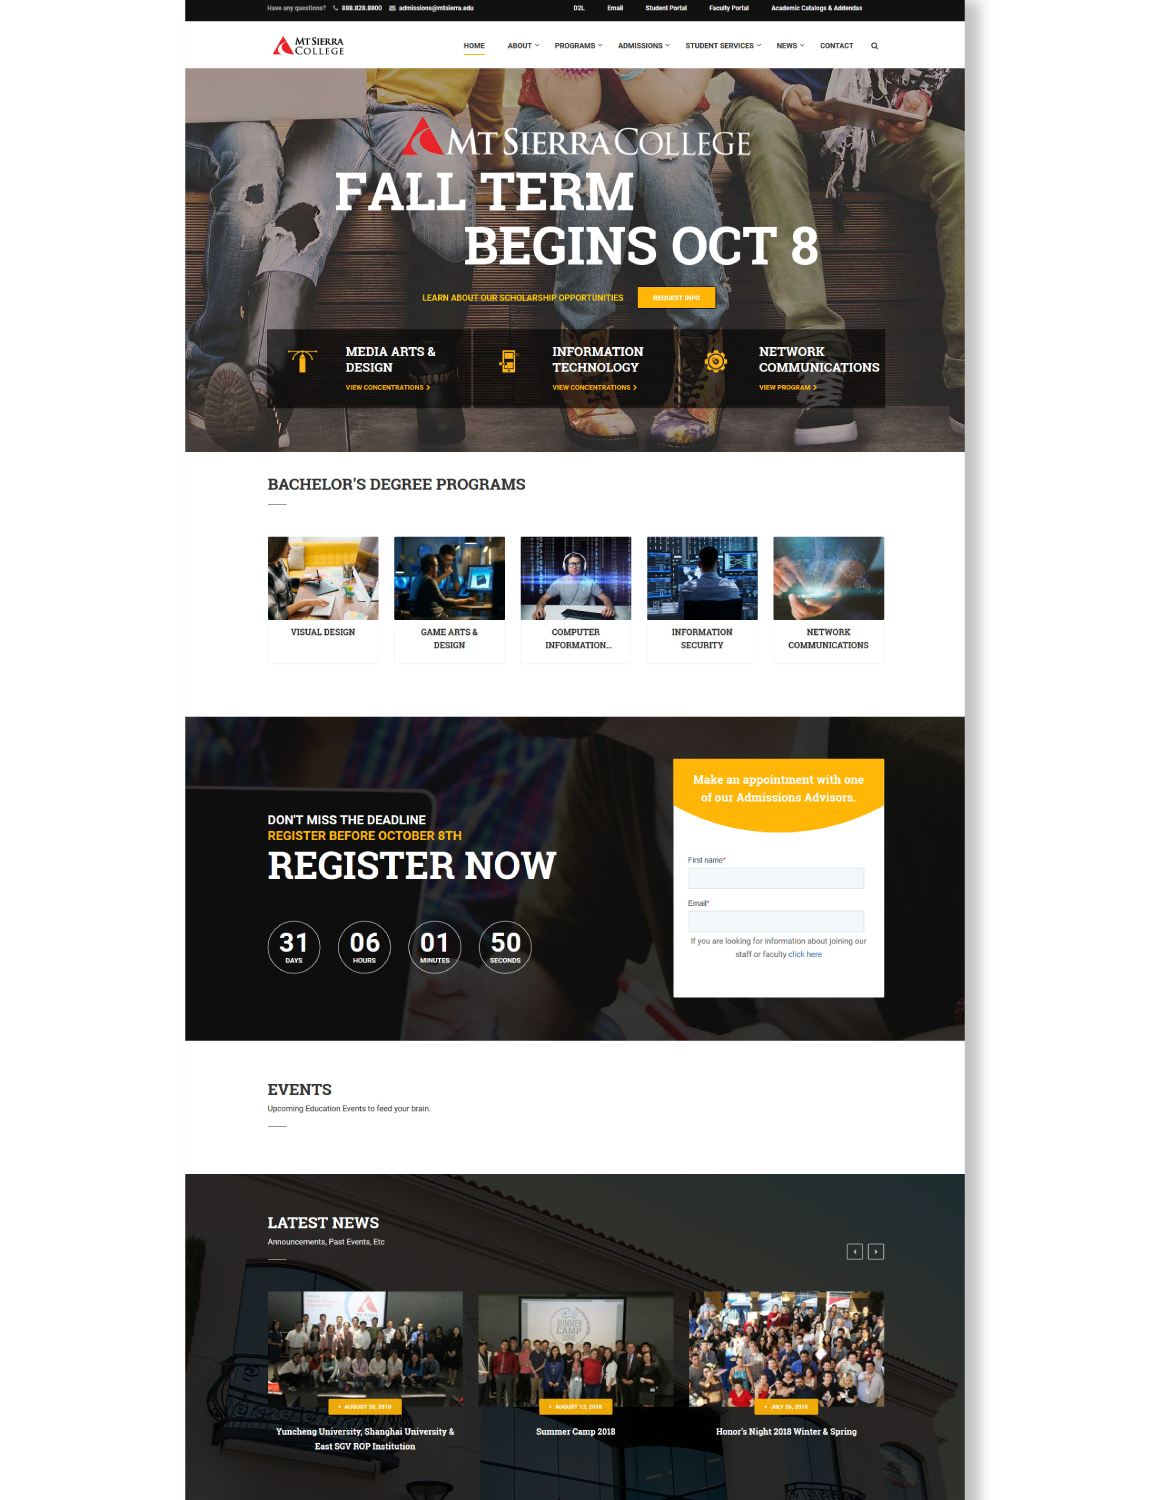 Have any questions? 888.828.8800 admissions@mtsierra.edu D2L Email Student Portal Faculty Portal Academic Catalogs & Addendas
MT SIERRA
COLLEGE
HOME ABOUT PROGRAMS ADMISSIONS STUDENT SERVICES NEWS CONTACT
MT SIERRA COLLEGE
FALL TERM
BEGINS OCT 8
LEARN ABOUT OUR SCHOLARSHIP OPPORTUNITIES REQUEST INFO
MEDIA ARTS &
DESIGN
VIEW CONCENTRATIONS
INFORMATION
TECHNOLOGY
VIEW CONCENTRATIONS
NETWORK
COMMUNICATIONS
VIEW PROGRAM
BACHELOR'S DEGREE PROGRAMS
VISUAL DESIGN
GAME ARTS &
DESIGN
COMPUTER
INFORMATION...
INFORMATION
SECURITY
NETWORK
COMMUNICATIONS
DON'T MISS THE DEADLINE
REGISTER BEFORE OCTOBER 8TH
REGISTER NOW
31
DAYS
06
HOURS
01
MINUTES
50
SECONDS
Make an appointment with one
of our Admissions Advisors.
First name*
Email*
If you are looking for information about joining our
staff or faculty click here
EVENTS
Upcoming Education Events to feed your brain.
LATEST NEWS
Announcements, Past Events, Etc
MT SIERRA
AUGUST 30, 2018
Yuncheng University, Shanghai University &
East SGV ROP Institution
SUMMER
CAMP
2018
AUGUST 13, 2018
Summer Camp 2018
JULY 26, 2018
Honor's Night 2018 Winter & Spring